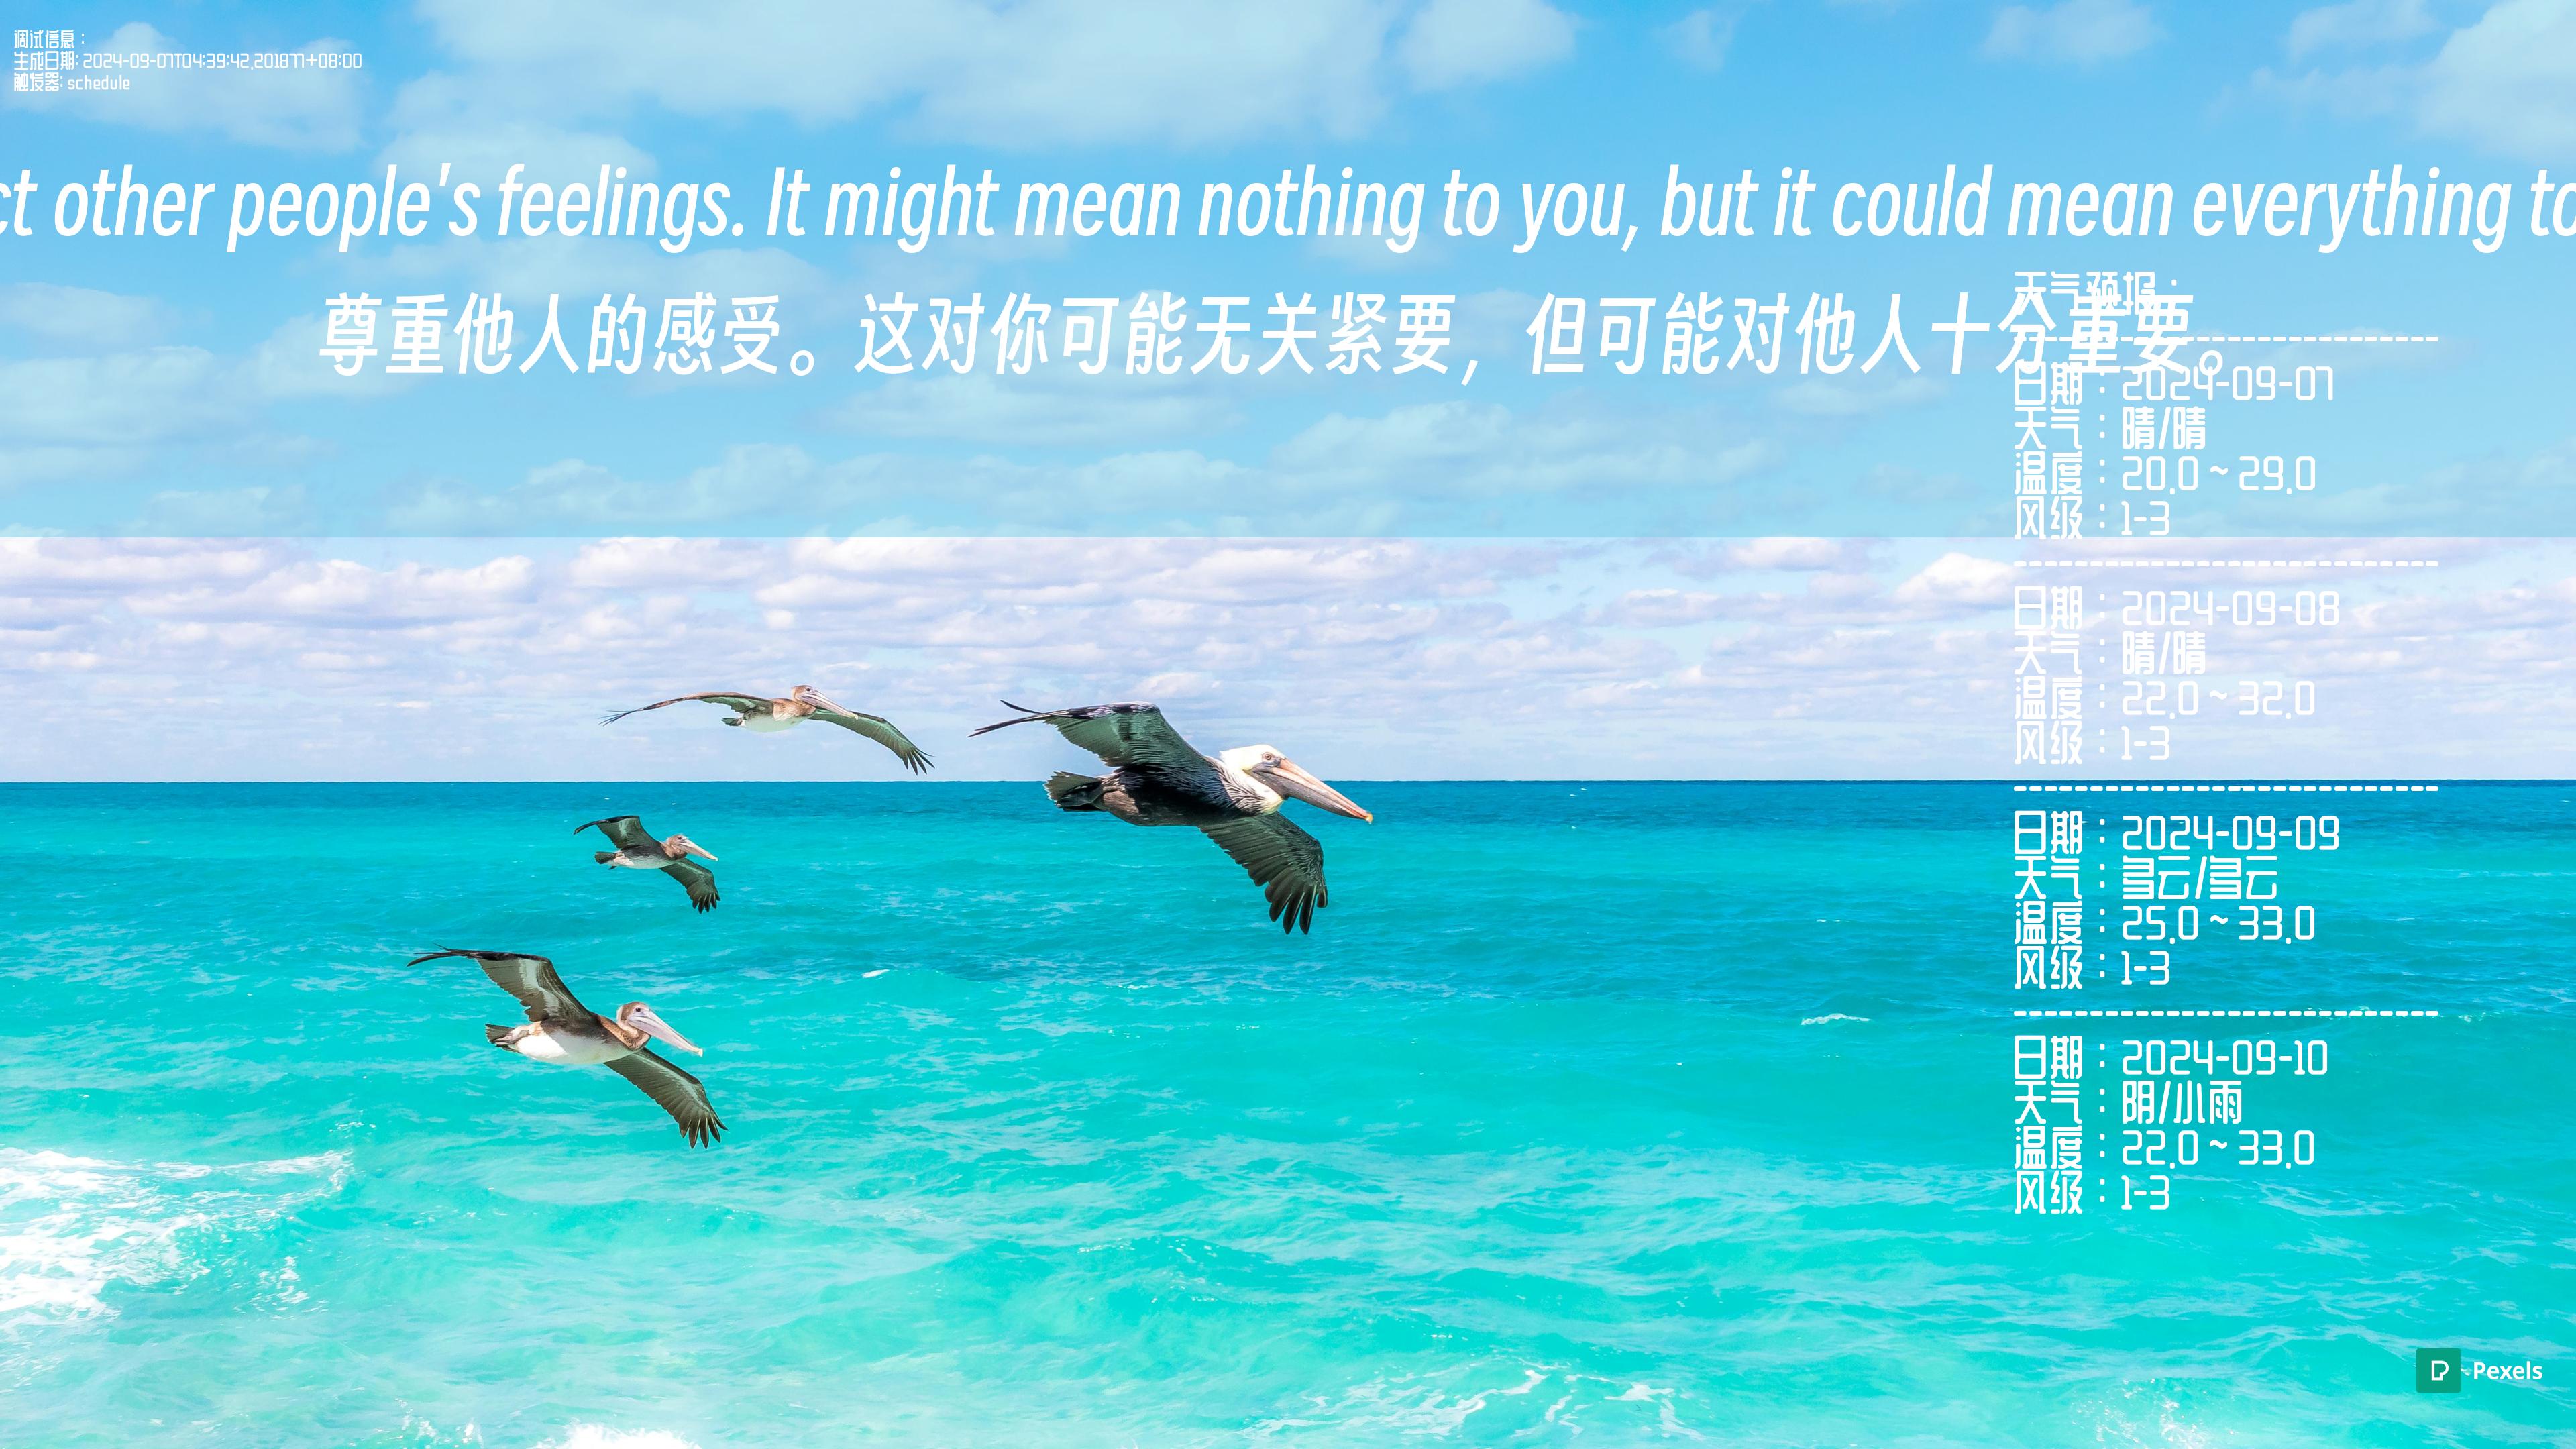 调试信息：
生成日期: 2024-09-07T04:39:42.201877+08:00
触发器: schedule
ct other people's feelings. It might mean nothing to you, but it could mean everything to
尊重他人的感受。这对你可能无关紧要，但可能对他人十分重要。
天气预报：
-------------------------
日期：2024-09-07
天气：晴/晴
温度：20.0 ~ 29.0
风级：1-3
-------------------------
日期：2024-09-08
天气：晴/晴
温度：22.0 ~ 32.0
风级：1-3
-------------------------
日期：2024-09-09
天气：多云/多云
温度：25.0 ~ 33.0
风级：1-3
-------------------------
日期：2024-09-10
天气：阴/小雨
温度：22.0 ~ 33.0
风级：1-3
Pexels